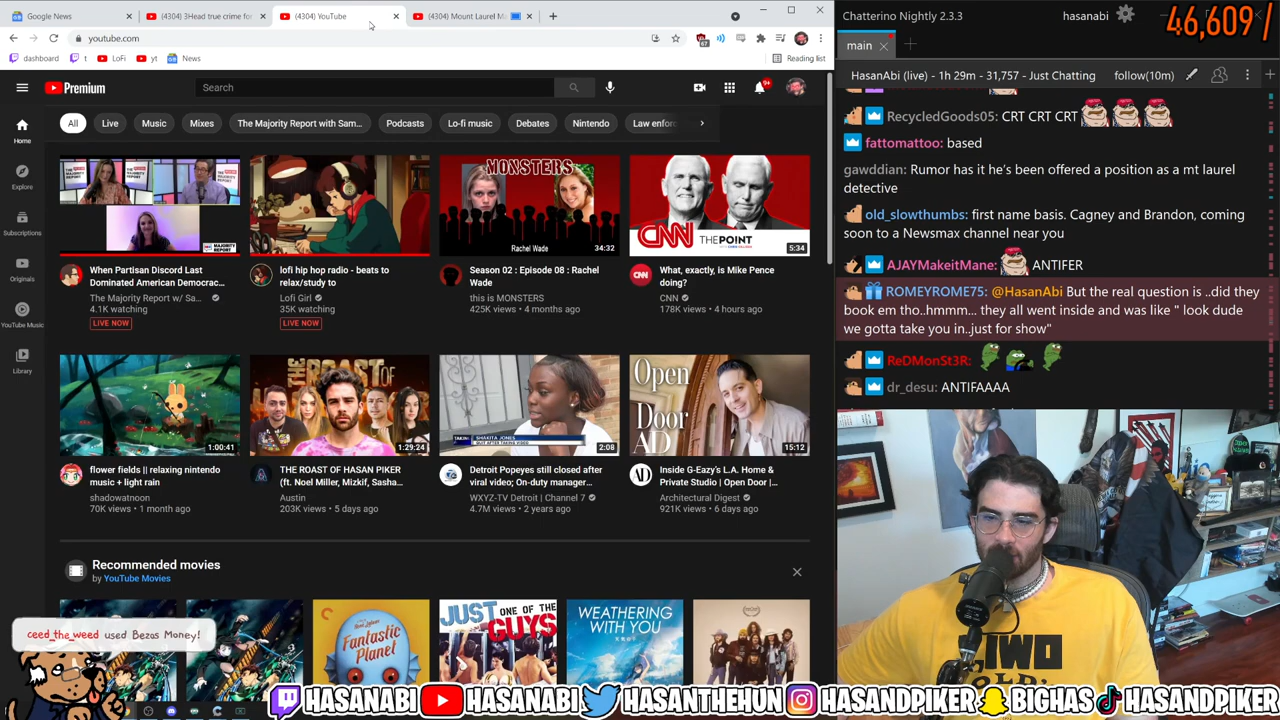 Google News
(4304) 3Head true crime for
(4304) YouTube
(4304) Mount Laurel M
youtube.com
67
dashboard
t
LoFi
yt
News
Reading list
Premium
Search
9+
All
Live
Music
Mixes
The Majority Report with Sam...
Podcasts
Lo-fi music
Debates
Nintendo
Law enforc
Home
Explore
Subscriptions
Originals
YouTube Music
Library
MONSTERS
Rachel Wade
34:32
CNN THE POINT
5:34
When Partisan Discord Last
Dominated American Democrac...
The Majority Report w/ Sa...
4.1K watching
LIVE NOW
lofi hip hop radio - beats to
relax/study to
Lofi Girl
35K watching
LIVE NOW
Season 02 : Episode 08 : Rachel
Wade
this is MONSTERS
425K views • 4 months ago
What, exactly, is Mike Pence
doing?
CNN
178K views • 4 hours ago
1:00:41
THE ROAST OF
1:29:24
SHAKITA JONES
2:08
Open
Door
AD
15:12
flower fields || relaxing nintendo
music + light rain
shadatnoon
70K views • 1 month ago
THE ROAST OF HASAN PIKER
(ft. Noel Miller, Mizkif, Sasha...
Austin
203K views • 5 days ago
Detroit Popeyes still closed after
viral video; On-duty manager...
WXYZ-TV Detroit | Channel 7
4.7M views • 2 years ago
Inside G-Eazy's L.A. Home &
Private Studio | Open Door |...
Architectural Digest
921K views • 6 days ago
Recommended movies
by YouTube Movies
Fantastic
Planet
JUST ONE OF THE
GUYS
WEATHERING
WITH YOU
ceed_the_weed used Bezos Money!
Chatterino Nightly 2.3.3
hasanabi
46,609 /
main
HasanAbi (live) - 1h 29m - 31,757 - Just Chatting
follow(10m)
RecycledGoods05: CRT CRT CRT
fattomattoo: based
gawddian: Rumor has it he's been offered a position as a mt laurel
detective
old_slowthumbs: first name basis. Cagney and Brandon, coming
soon to a Newsmax channel near you
AJAYMakeitMane: ANTIFER
ROMEYROME75: @HasanAbi But the real question is ..did they
book em tho..hmmm... they all went inside and was like " look dude
we gotta take you in..just for show"
ReDMonSt3R:
dr_desu: ANTIFAAAA
HASANABI
HASANABI
HASANTHEHUN
HASANDPIKER
BIGHAS
HASANDPIKER